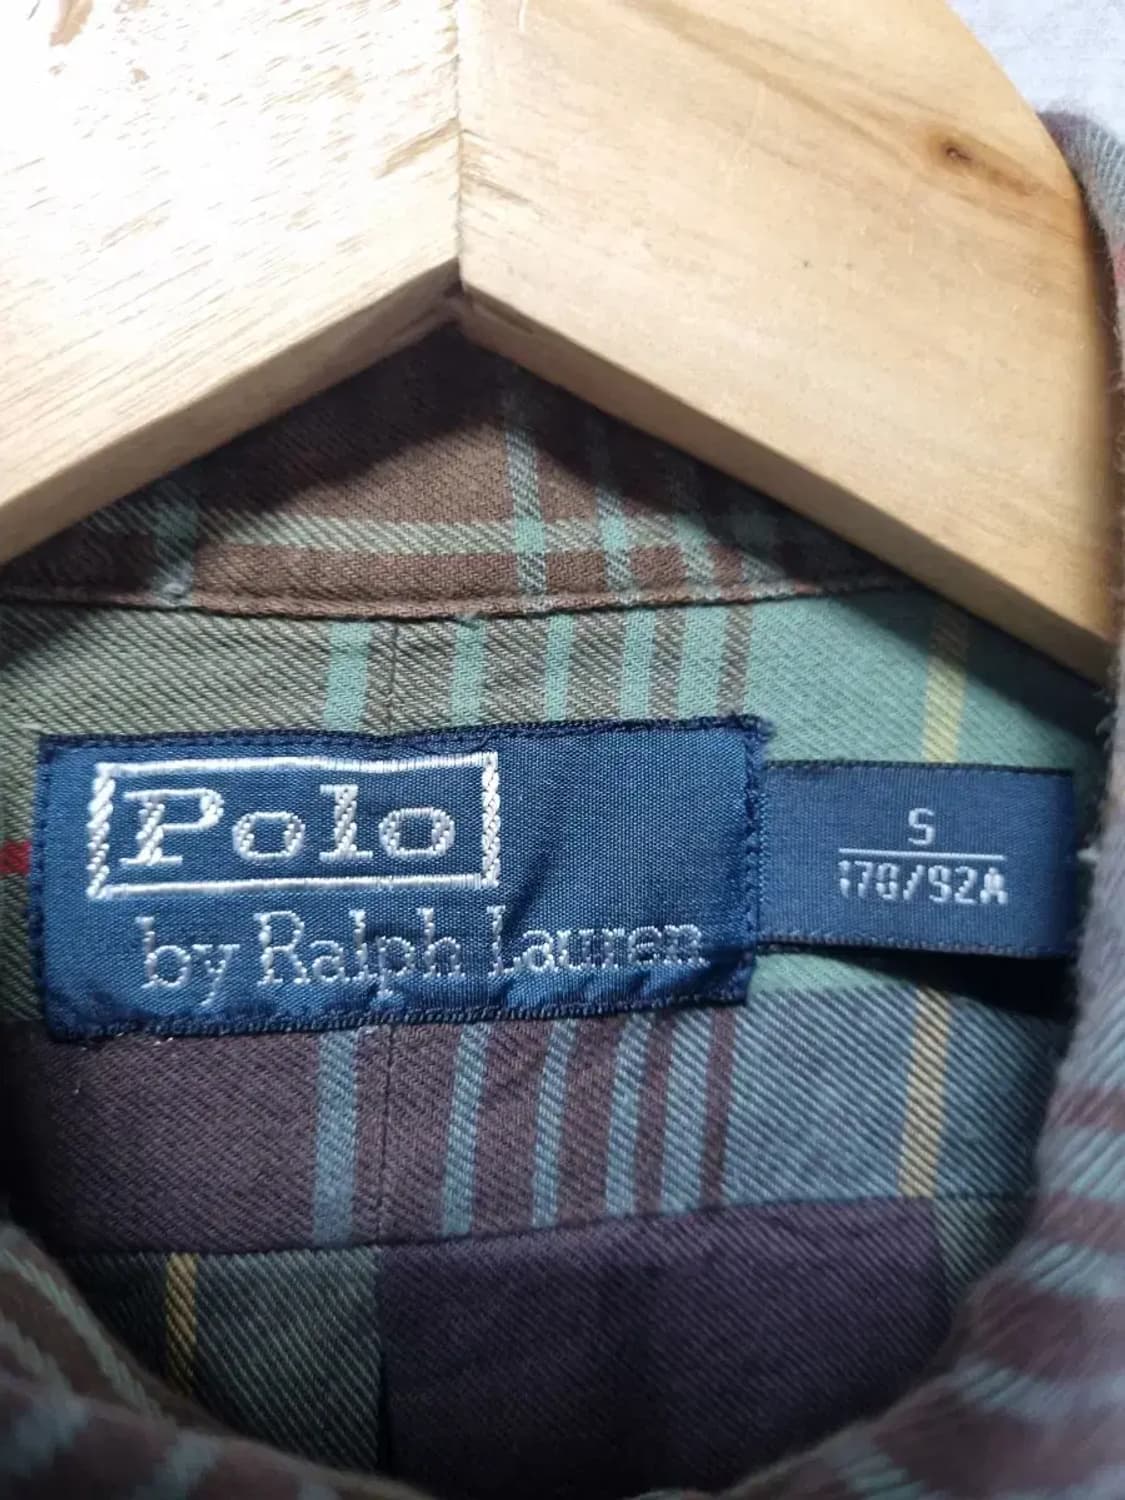 Polo
by Ralph Lauren
S
170/92A